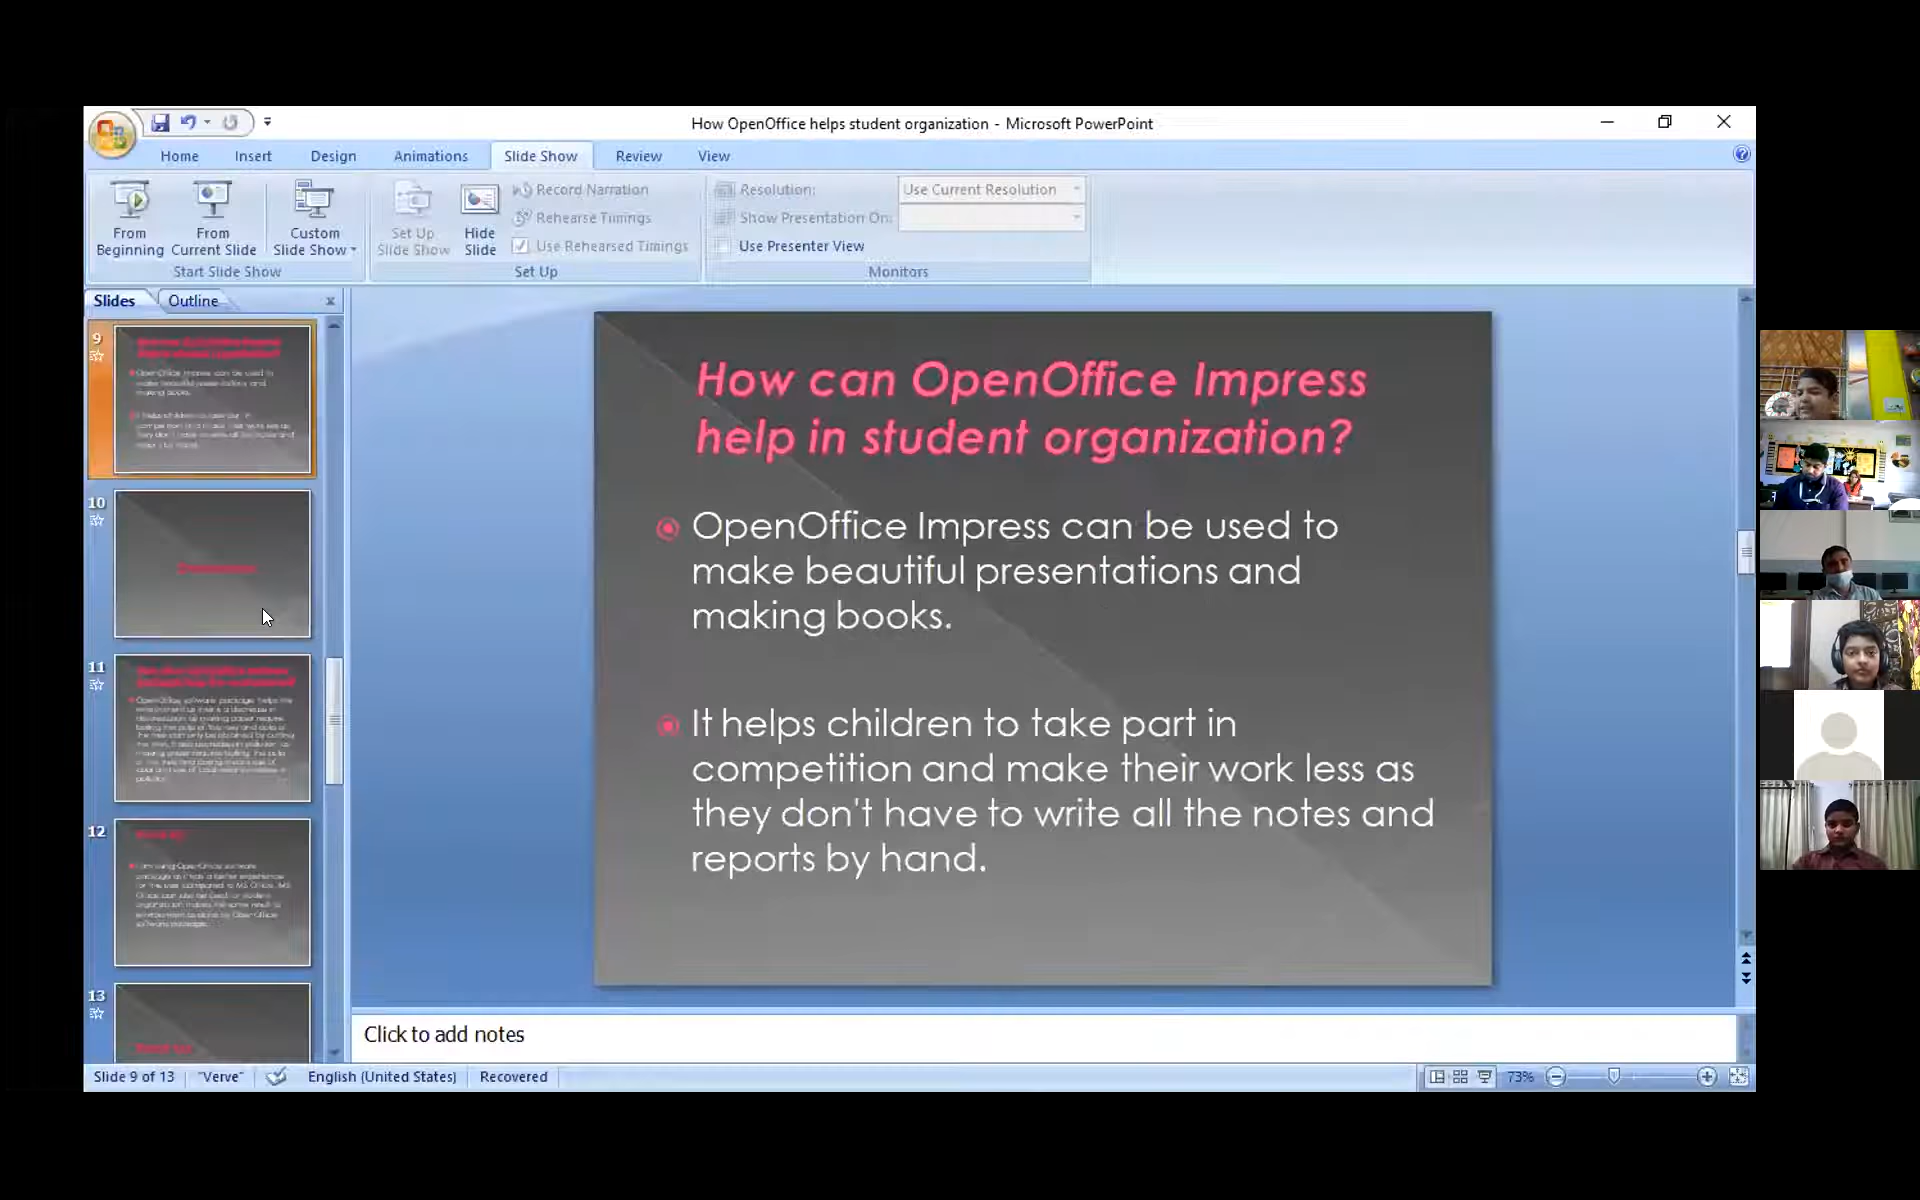 How OpenOffice helps student organization - Microsoft PowerPoint
Home Insert Design Animations Slide Show Review View
From Beginning
From Current Slide
Custom Slide Show
Start Slide Show
Set Up Slide Show
Hide Slide
Record Narration
Rehearse Timings
Use Rehearsed Timings
Set Up
Resolution: Use Current Resolution
Show Presentation On:
Use Presenter View
Monitors
Slides Outline
9
10
11
12
13
How can OpenOffice Impress
help in student organization?
OpenOffice Impress can be used to
make beautiful presentations and
making books.
It helps children to take part in
competition and make their work less as
they don't have to write all the notes and
reports by hand.
Click to add notes
Slide 9 of 13 "Verve" English (United States) Recovered 73%